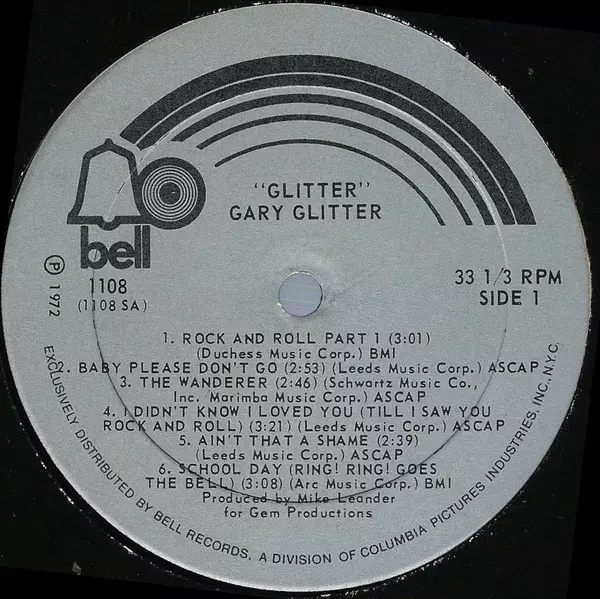 "GLITTER"
GARY GLITTER
bell
1108
(1108 SA)
Ⓟ 1972
33 1/3 RPM
SIDE 1
1. ROCK AND ROLL PART 1 (3:01)
(Duchess Music Corp.) BMI
2. BABY PLEASE DON'T GO (2:53) (Leeds Music Corp.) ASCAP
3. THE WANDERER (2:46) (Schwartz Music Co.,
Inc. Marimba Music Corp.) ASCAP
4. I DIDN'T KNOW I LOVED YOU (TILL I SAW YOU
ROCK AND ROLL) (3:21) (Leeds Music Corp.) ASCAP
5. AIN'T THAT A SHAME (2:39)
(Leeds Music Corp.) ASCAP
6. SCHOOL DAY (RING! RING! GOES
THE BELL) (3:08) (Arc Music Corp.) BMI
Produced by Mike Leander
for Gem Productions
EXCLUSIVELY DISTRIBUTED BY BELL RECORDS, A DIVISION OF COLUMBIA PICTURES INDUSTRIES, INC., N.Y.C.